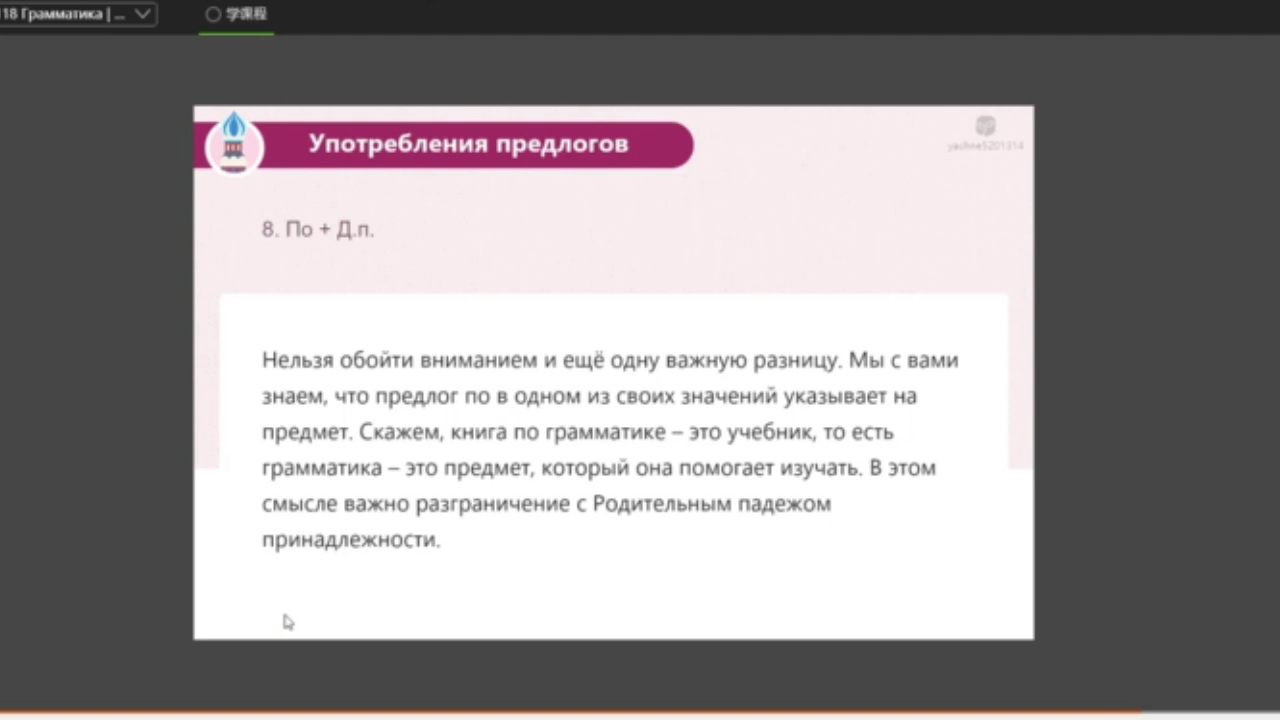 18 Грамматика | ...
学课程
Употребления предлогов
8. По + Д.п.
Нельзя обойти вниманием и ещё одну важную разницу. Мы с вами
знаем, что предлог по в одном из своих значений указывает на
предмет. Скажем, книга по грамматике – это учебник, то есть
грамматика – это предмет, который она помогает изучать. В этом
смысле важно разграничение с Родительным падежом
принадлежности.